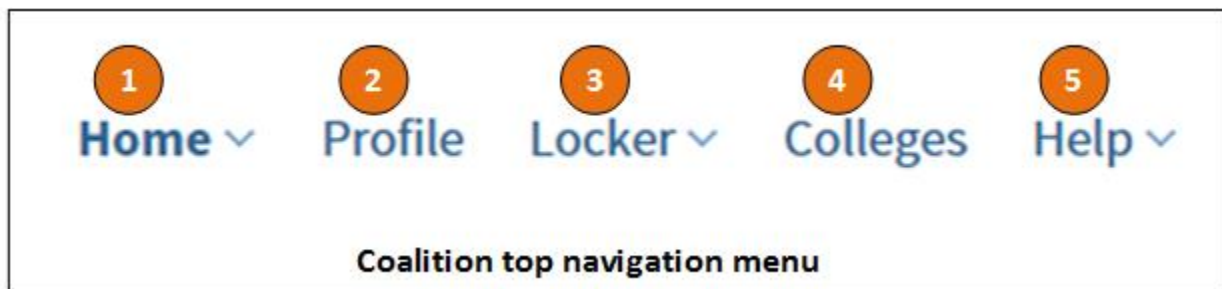 1 2 3 4 5
Home Profile Locker Colleges Help
Coalition top navigation menu